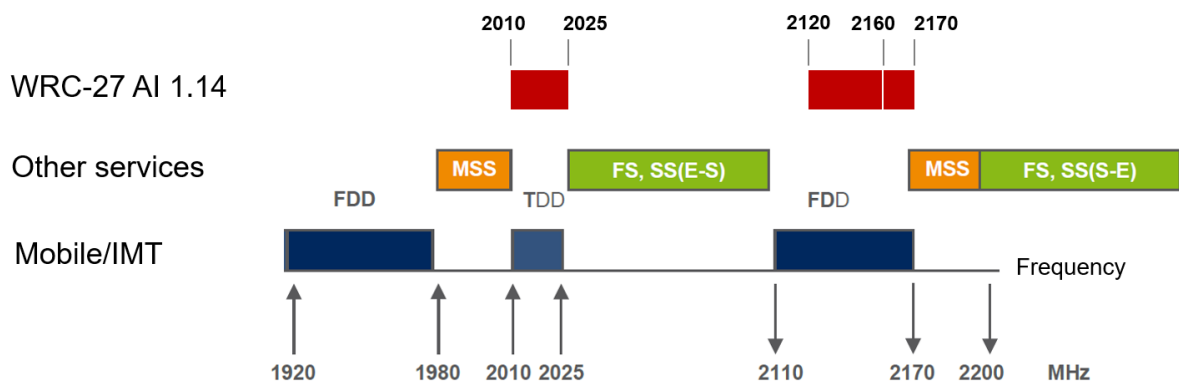 2010 2025 2120 2160 2170
WRC-27 AI 1.14
Other services MSS FS, SS(E-S) MSS FS, SS(S-E)
FDD TDD FDD
Mobile/IMT
Frequency
1920 1980 2010 2025 2110 2170 2200 MHz